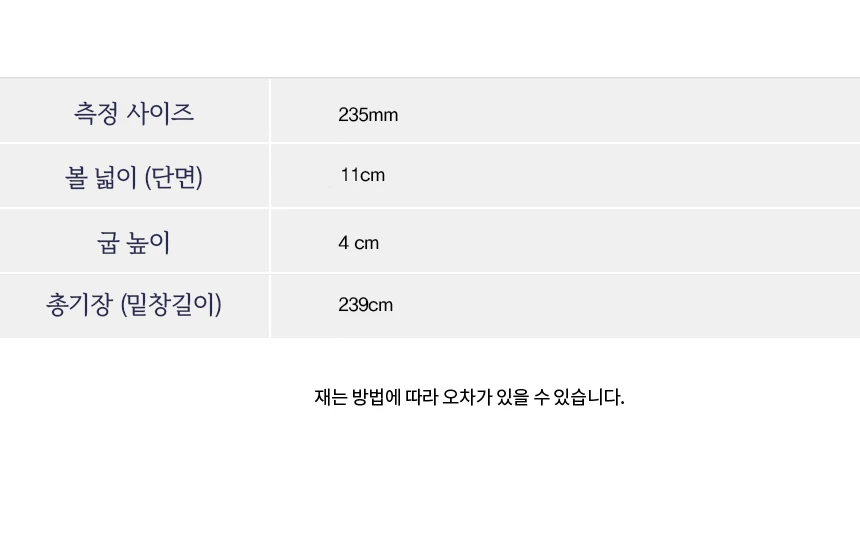 측정 사이즈 235mm
볼 넓이 (단면) 11cm
굽 높이 4 cm
총기장 (밑창길이) 239cm
재는 방법에 따라 오차가 있을 수 있습니다.